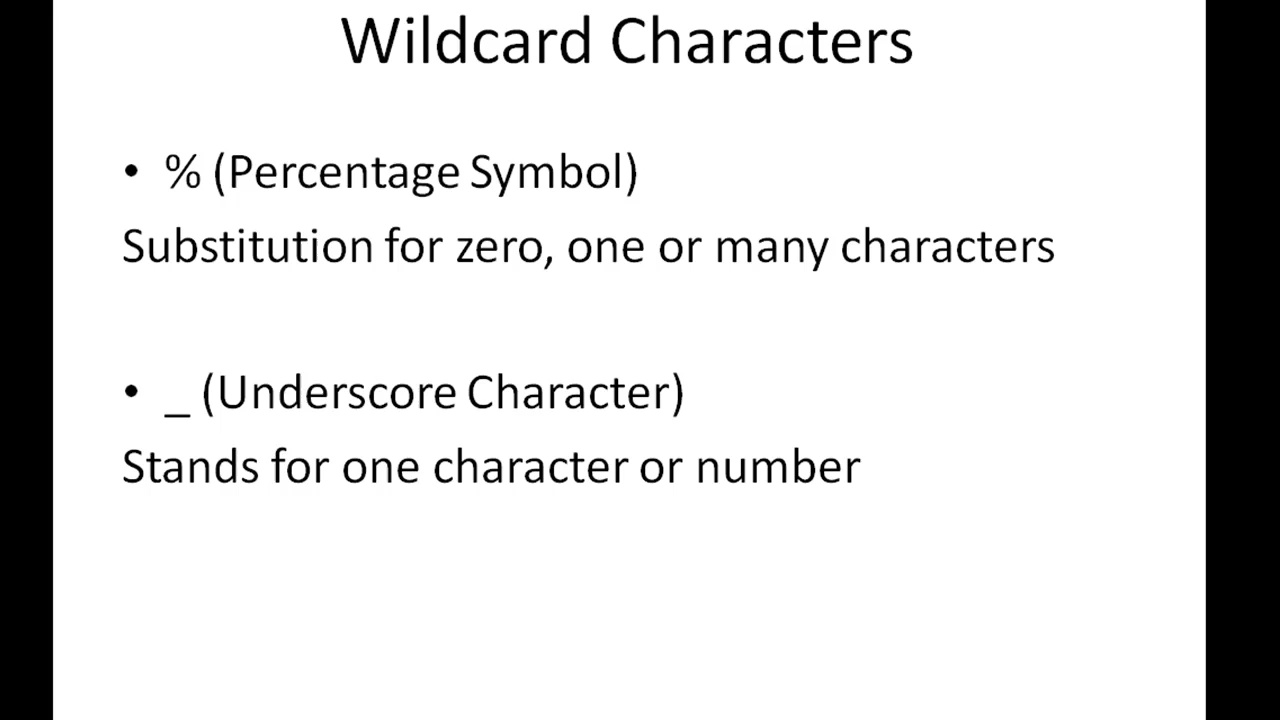 Wildcard Characters
• % (Percentage Symbol)
Substitution for zero, one or many characters
• _ (Underscore Character)
Stands for one character or number